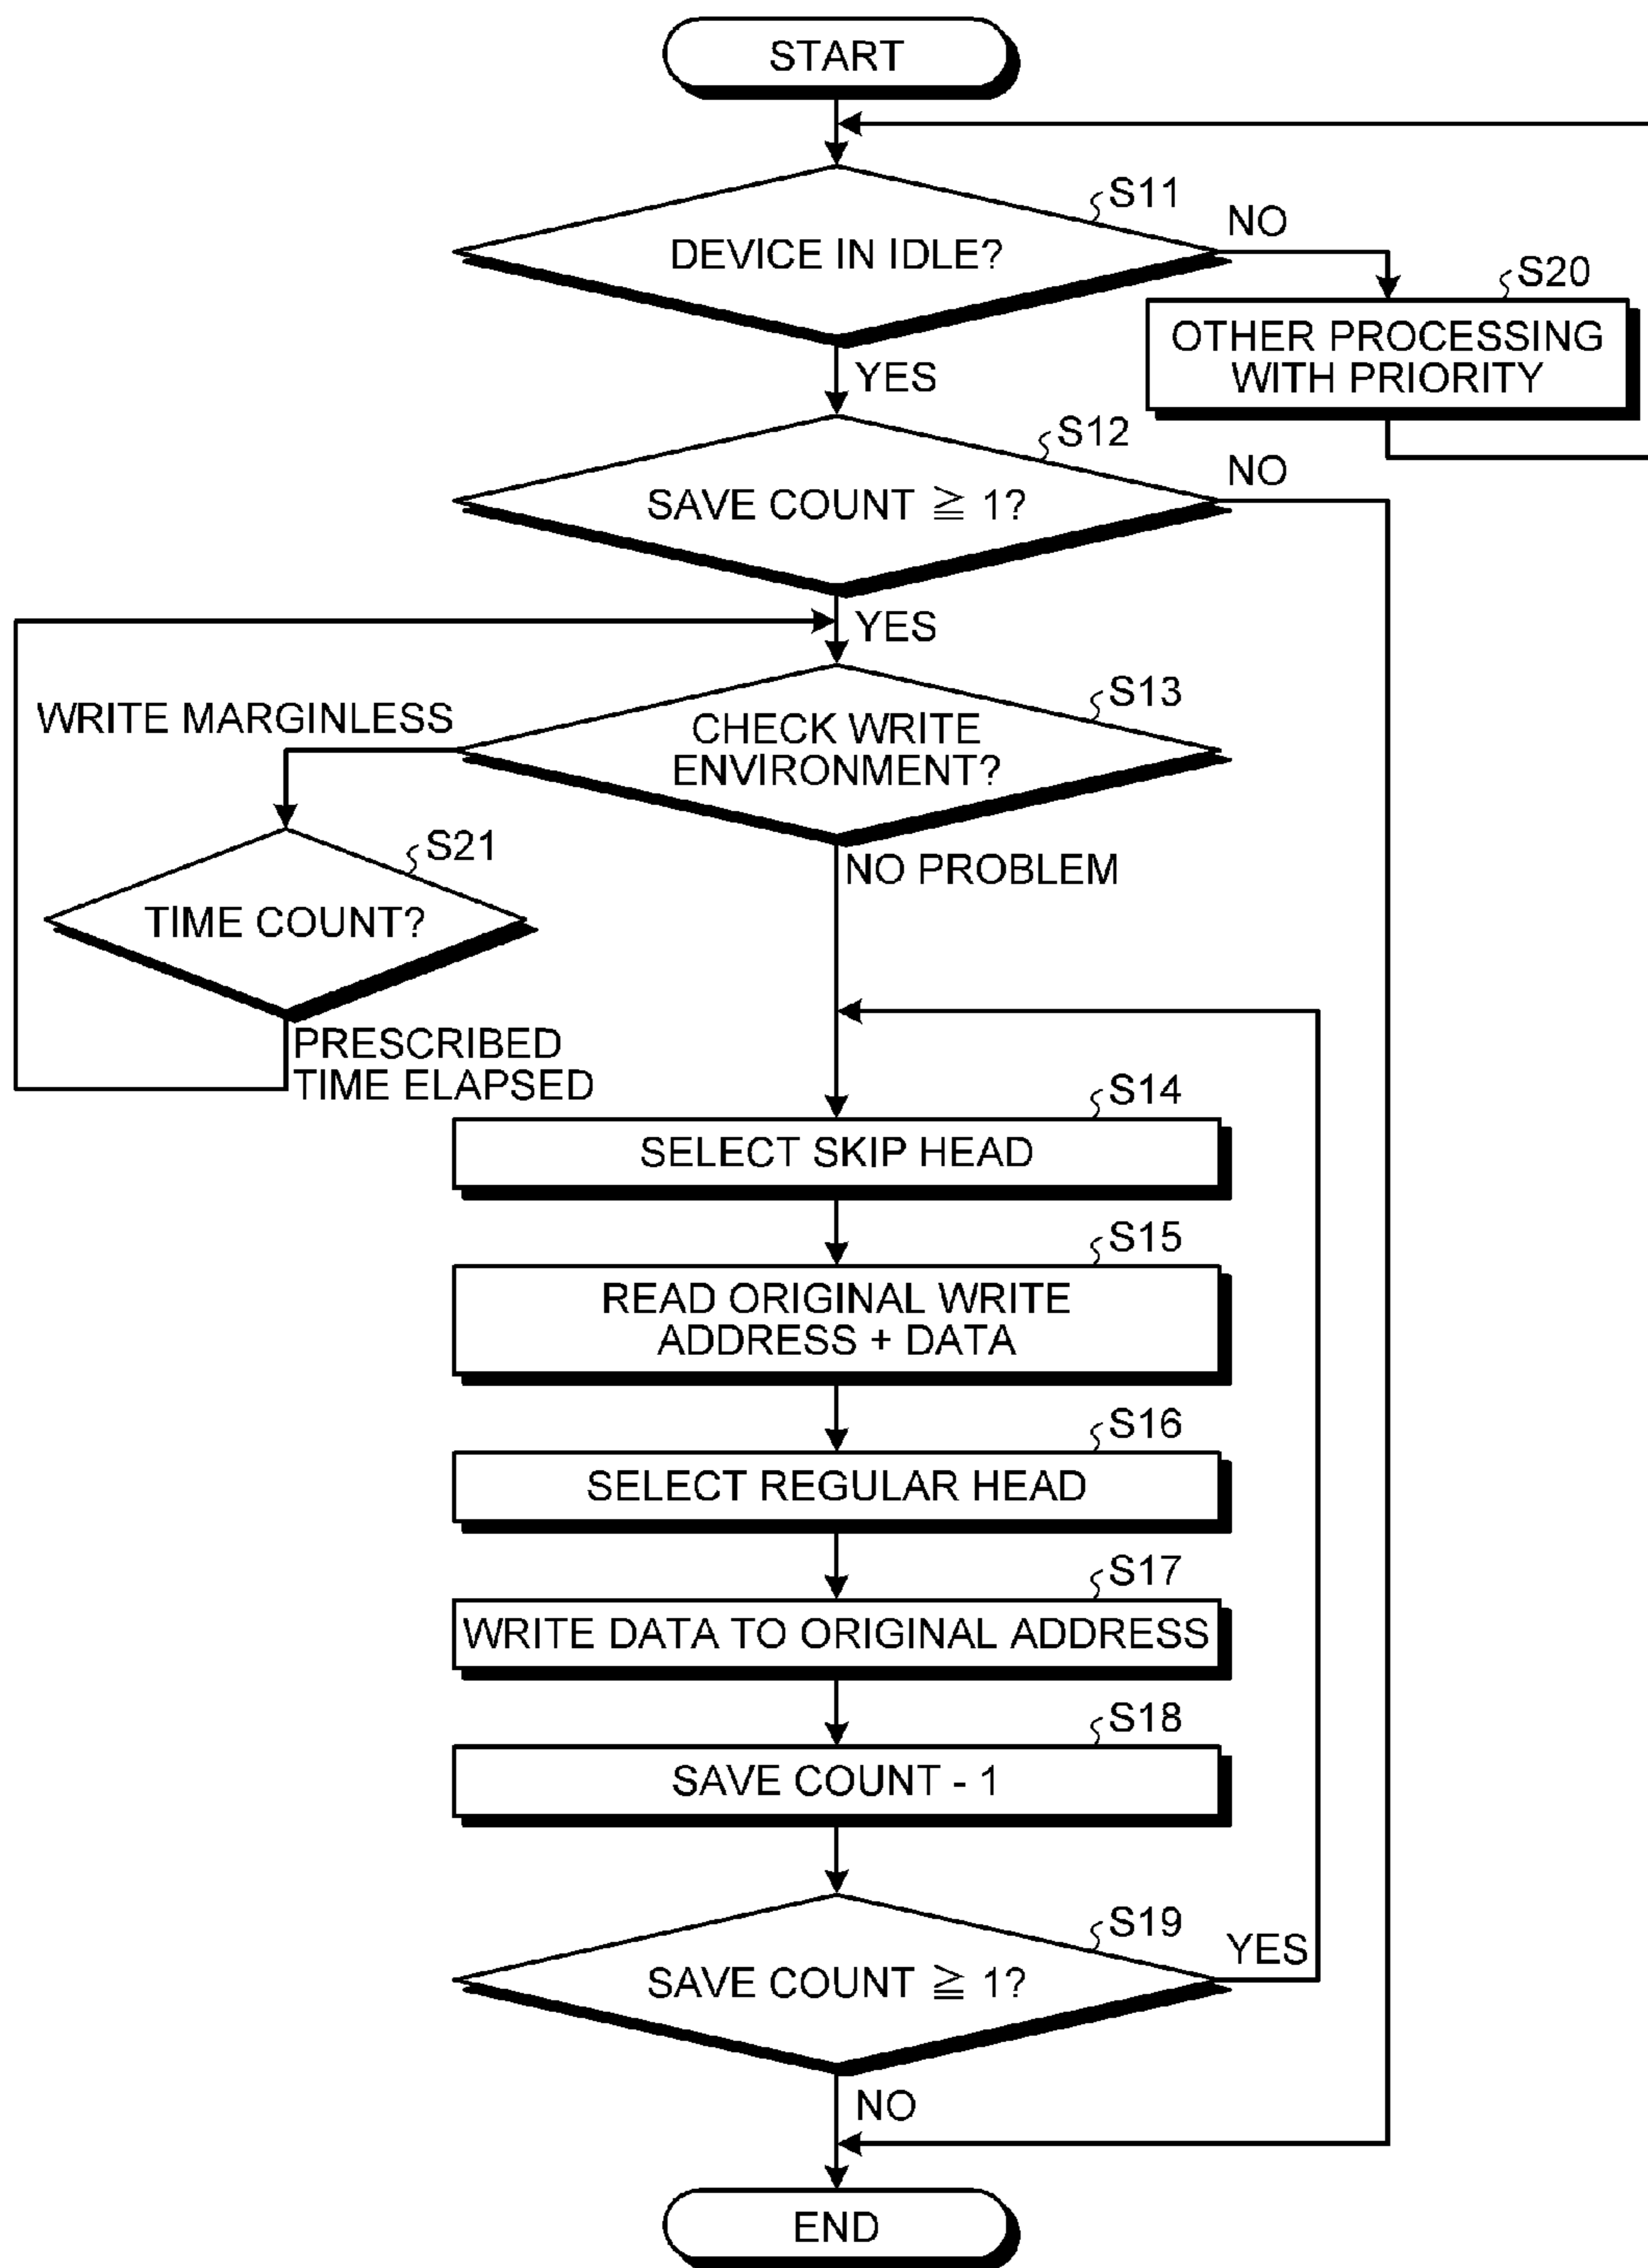 START
S11
DEVICE IN IDLE?
NO
S20
OTHER PROCESSING
WITH PRIORITY
YES
S12
SAVE COUNT ≧ 1?
NO
YES
S13
WRITE MARGINLESS
CHECK WRITE
ENVIRONMENT?
S21
TIME COUNT?
NO PROBLEM
PRESCRIBED
TIME ELAPSED
S14
SELECT SKIP HEAD
S15
READ ORIGINAL WRITE
ADDRESS + DATA
S16
SELECT REGULAR HEAD
S17
WRITE DATA TO ORIGINAL ADDRESS
S18
SAVE COUNT - 1
S19
SAVE COUNT ≧ 1?
YES
NO
END